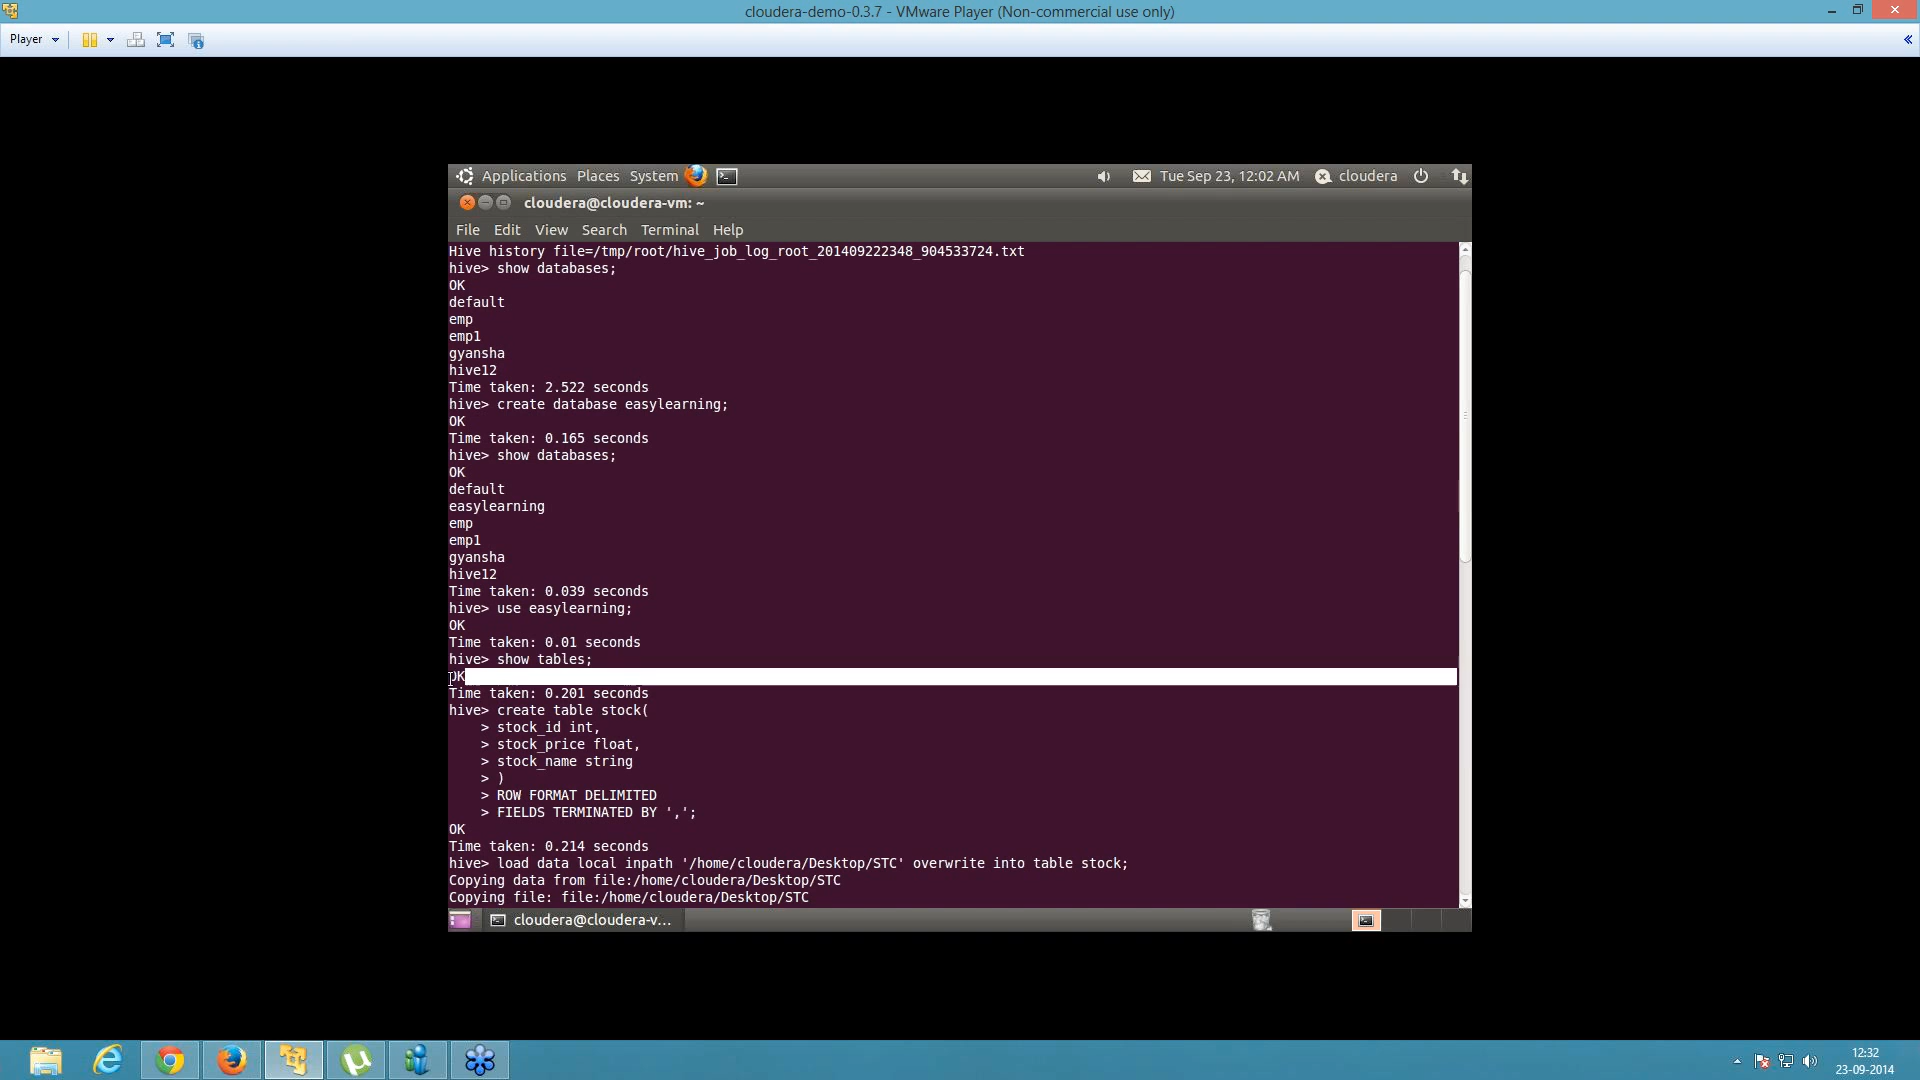 cloudera-demo-0.3.7 - VMware Player (Non-commercial use only)
Player
Applications Places System Tue Sep 23, 12:02 AM cloudera
cloudera@cloudera-vm: ~
File Edit View Search Terminal Help
Hive history file=/tmp/root/hive_job_log_root_201409222348_904533724.txt
hive> show databases;
OK
default
emp
emp1
gyansha
hive12
Time taken: 2.522 seconds
hive> create database easylearning;
OK
Time taken: 0.165 seconds
hive> show databases;
OK
default
easylearning
emp
emp1
gyansha
hive12
Time taken: 0.039 seconds
hive> use easylearning;
OK
Time taken: 0.01 seconds
hive> show tables;
OK
Time taken: 0.201 seconds
hive> create table stock(
> stock_id int,
> stock_price float,
> stock_name string
> )
> ROW FORMAT DELIMITED
> FIELDS TERMINATED BY ',';
OK
Time taken: 0.214 seconds
hive> load data local inpath '/home/cloudera/Desktop/STC' overwrite into table stock;
Copying data from file:/home/cloudera/Desktop/STC
Copying file: file:/home/cloudera/Desktop/STC
cloudera@cloudera-v...
12:32
23-09-2014